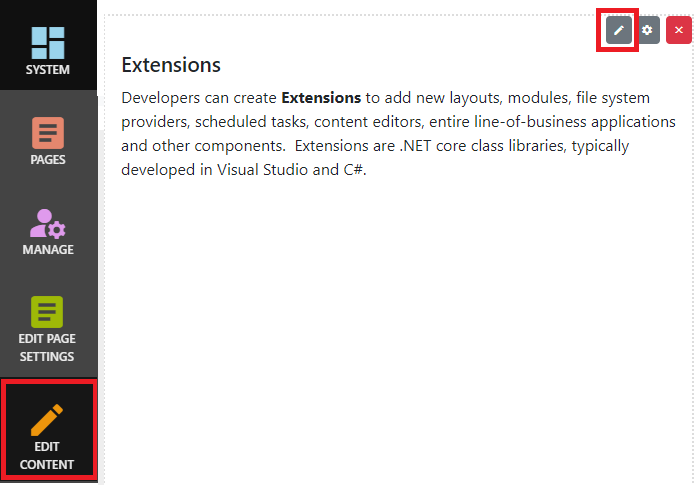 SYSTEM
PAGES
MANAGE
EDIT PAGE
SETTINGS
EDIT
CONTENT
Extensions
Developers can create Extensions to add new layouts, modules, file system
providers, scheduled tasks, content editors, entire line-of-business applications
and other components.  Extensions are .NET core class libraries, typically
developed in Visual Studio and C#.